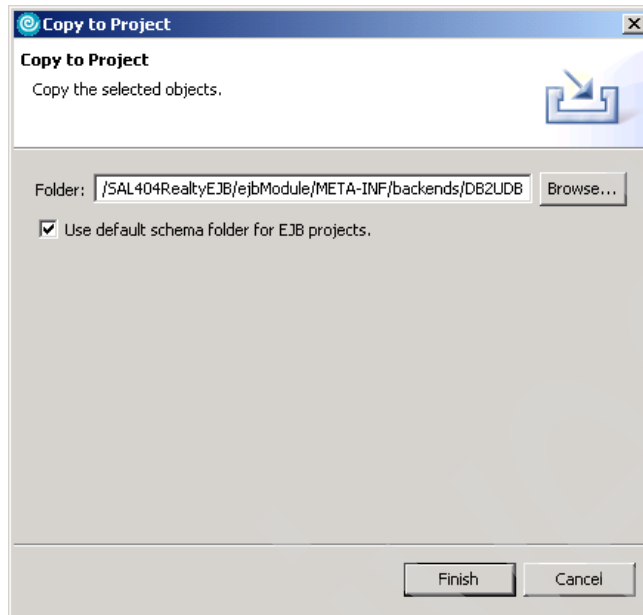 Copy to Project
Copy to Project
Copy the selected objects.
Folder: /SAL404RealtyEJB/ejbModule/META-INF/backends/DB2UDB Browse...
Use default schema folder for EJB projects.
Finish Cancel